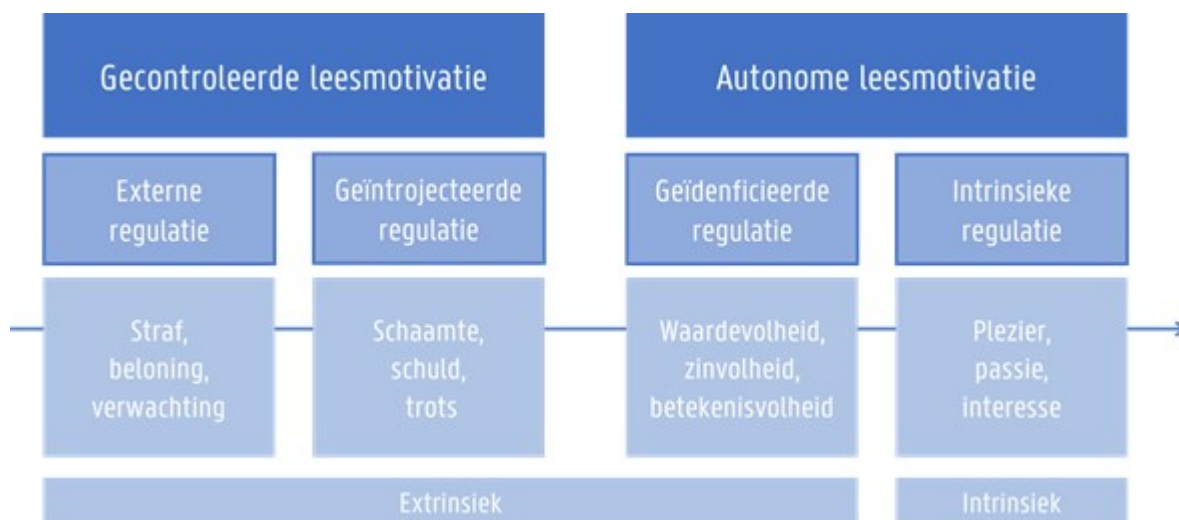 Gecontroleerde leesmotivatie
Autonome leesmotivatie
Externe
regulatie
Geïntrojecteerde
regulatie
Geïdenficieerde
regulatie
Intrinsieke
regulatie
Straf,
beloning,
verwachting
Schaamte,
schuld,
trots
Waardevolheid,
zinvolheid,
betekenisvolheid
Plezier,
passie,
interesse
Extrinsiek
Intrinsiek